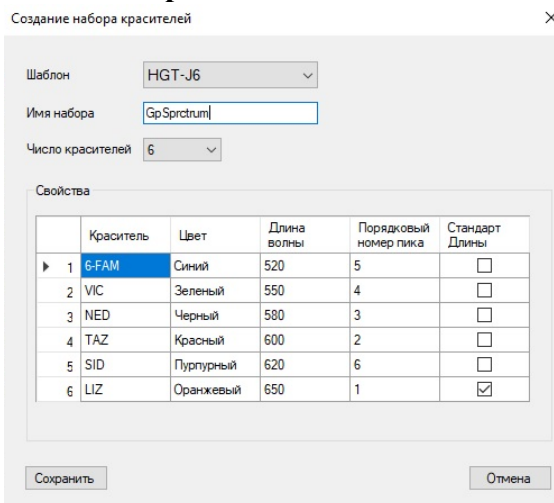 Создание набора красителей
Шаблон HGT-J6
Имя набора GpSprctrum
Число красителей 6
Свойства
Краситель Цвет Длина волны Порядковый номер пика Стандарт Длины
1 6-FAM Синий 520 5
2 VIC Зеленый 550 4
3 NED Черный 580 3
4 TAZ Красный 600 2
5 SID Пурпурный 620 6
6 LIZ Оранжевый 650 1
Сохранить Отмена